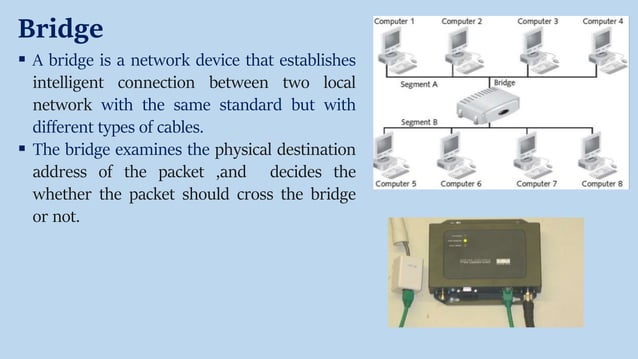 Bridge
▪ A bridge is a network device that establishes
intelligent connection between two local
network with the same standard but with
different types of cables.
▪ The bridge examines the physical destination
address of the packet ,and decides the
whether the packet should cross the bridge
or not.
Computer 1 Computer 2 Computer 3 Computer 4
Segment A Bridge
Segment B
Computer 5 Computer 6 Computer 7 Computer 8